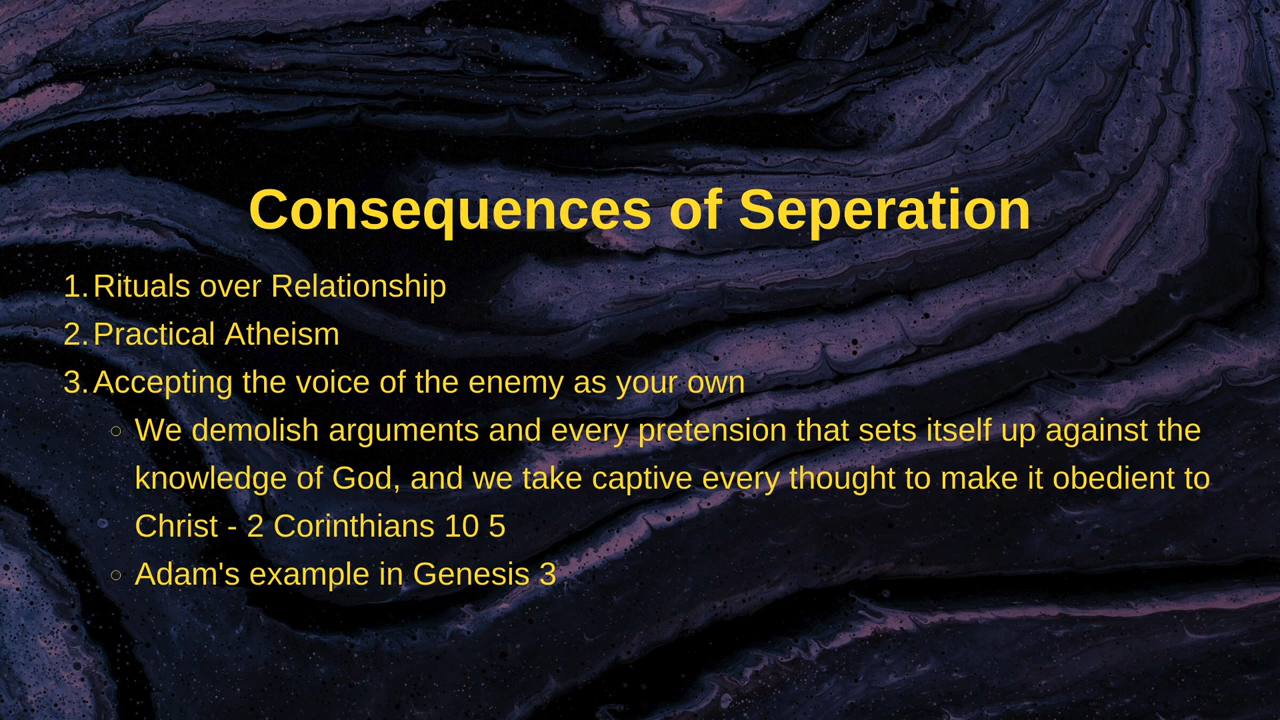 Consequences of Seperation
1. Rituals over Relationship
2. Practical Atheism
3. Accepting the voice of the enemy as your own
○ We demolish arguments and every pretension that sets itself up against the
knowledge of God, and we take captive every thought to make it obedient to
Christ - 2 Corinthians 10 5
○ Adam's example in Genesis 3